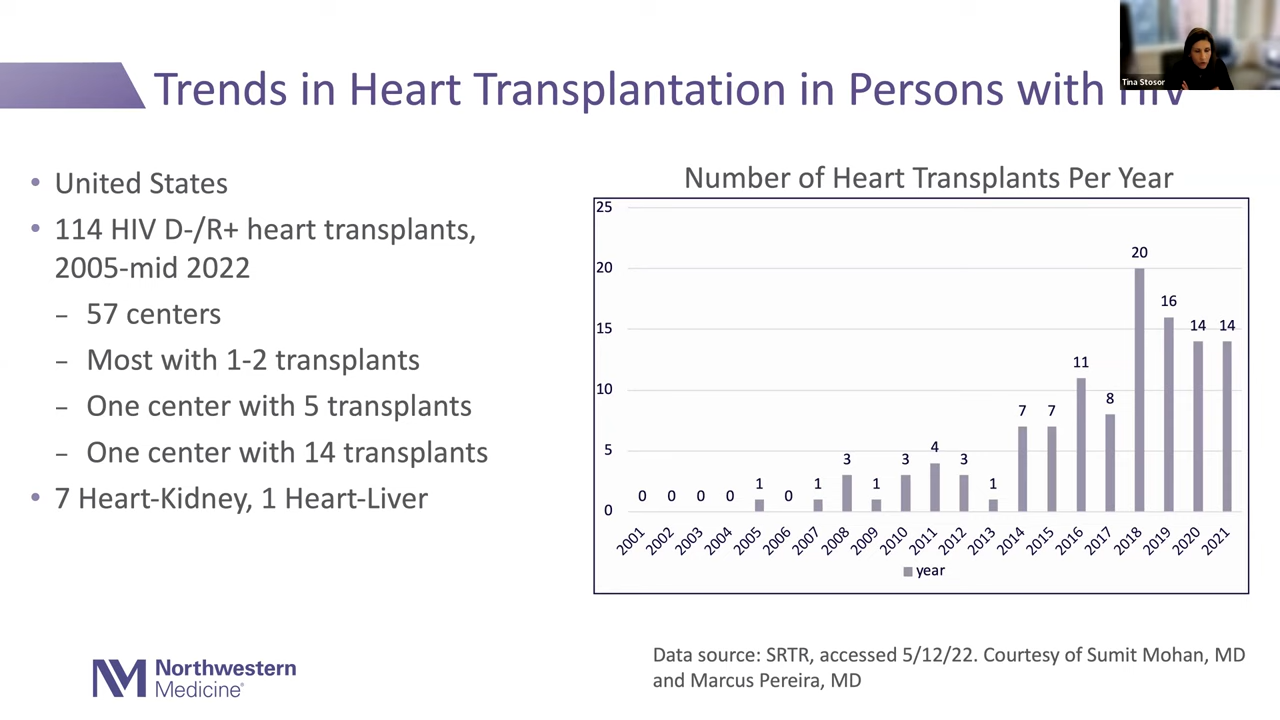 Tina Stosor
Trends in Heart Transplantation in Persons with HIV
• United States
• 114 HIV D-/R+ heart transplants,
2005-mid 2022
– 57 centers
– Most with 1-2 transplants
– One center with 5 transplants
– One center with 14 transplants
• 7 Heart-Kidney, 1 Heart-Liver
Number of Heart Transplants Per Year
25
20
15
10
5
0
0 0 0 0 1 0 1 3 1 3 4 3 1 7 7 11 8 20 16 14 14
2001 2002 2003 2004 2005 2006 2007 2008 2009 2010 2011 2012 2013 2014 2015 2016 2017 2018 2019 2020 2021
year
NM Northwestern
Medicine®
Data source: SRTR, accessed 5/12/22. Courtesy of Sumit Mohan, MD
and Marcus Pereira, MD